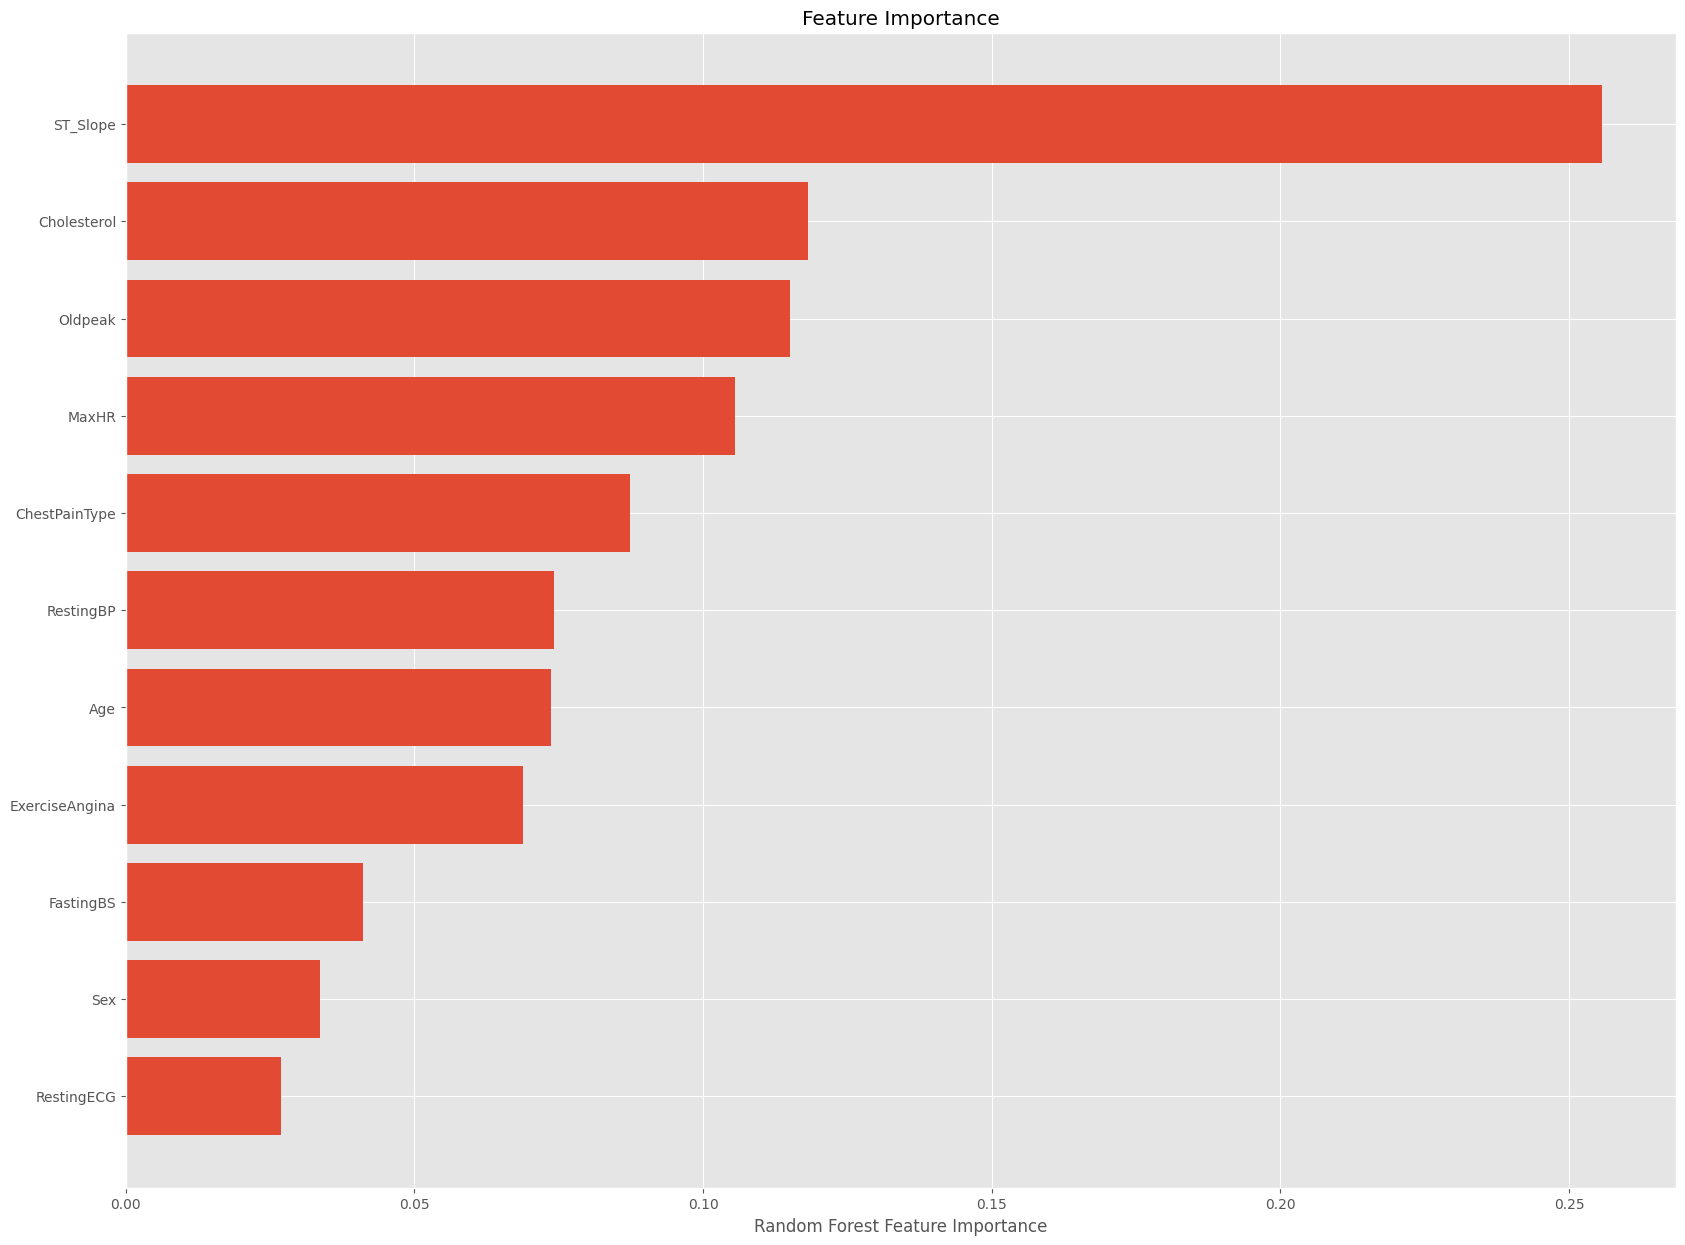 Feature Importance
ST_Slope
Cholesterol
Oldpeak
MaxHR
ChestPainType
RestingBP
Age
ExerciseAngina
FastingBS
Sex
RestingECG
0.00 0.05 0.10 0.15 0.20 0.25
Random Forest Feature Importance